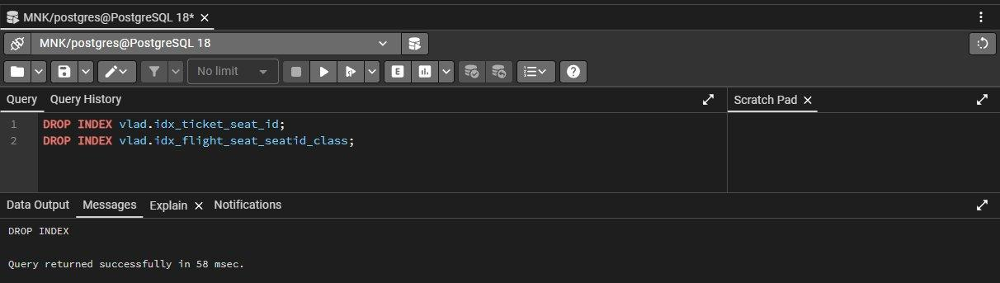 MNK/postgres@PostgreSQL 18*
MNK/postgres@PostgreSQL 18
No limit
E
Query Query History
Scratch Pad
1 DROP INDEX vlad.idx_ticket_seat_id;
2 DROP INDEX vlad.idx_flight_seat_seatid_class;
Data Output Messages Explain Notifications
DROP INDEX
Query returned successfully in 58 msec.